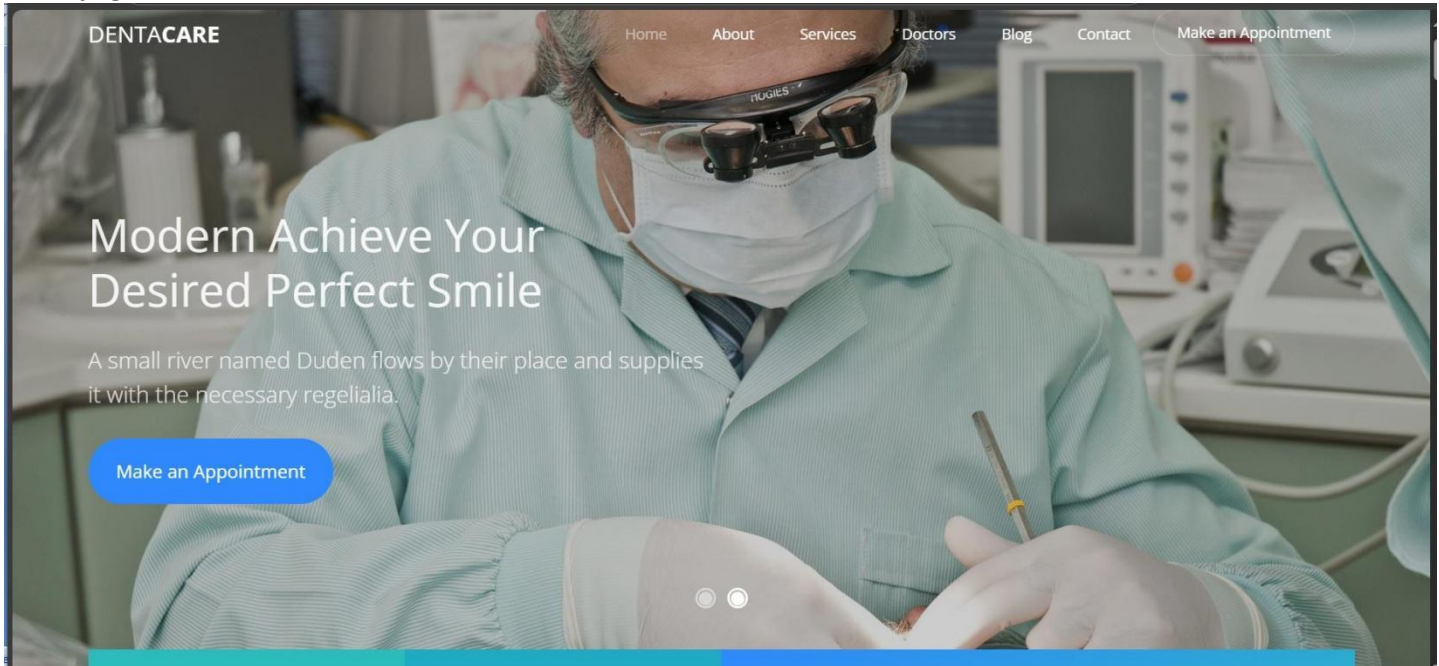 DENTACARE
Home About Services Doctors Blog Contact Make an Appointment
Modern Achieve Your
Desired Perfect Smile
A small river named Duden flows by their place and supplies
it with the necessary regelialia.
Make an Appointment